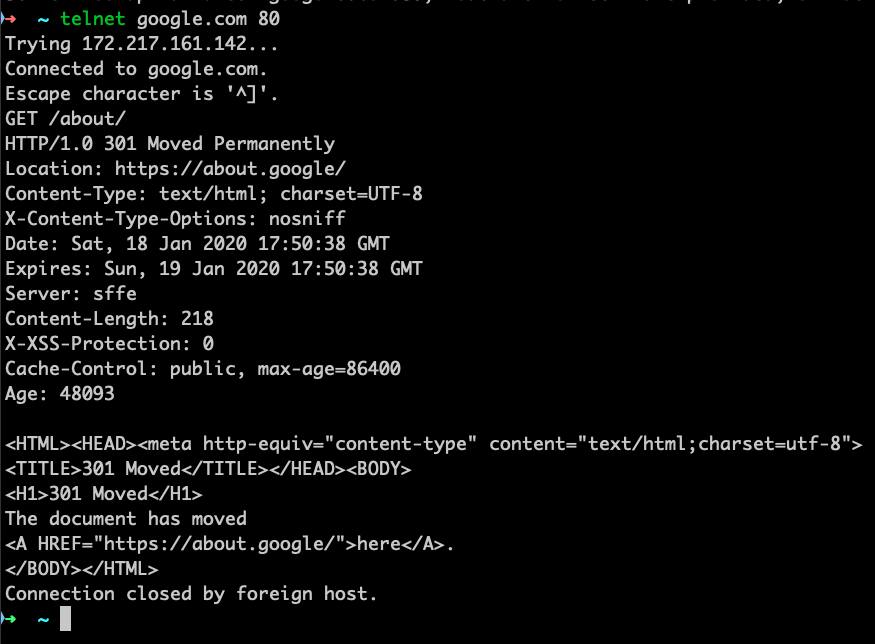 ➜ ~ telnet google.com 80
Trying 172.217.161.142...
Connected to google.com.
Escape character is '^]'.
GET /about/
HTTP/1.0 301 Moved Permanently
Location: https://about.google/
Content-Type: text/html; charset=UTF-8
X-Content-Type-Options: nosniff
Date: Sat, 18 Jan 2020 17:50:38 GMT
Expires: Sun, 19 Jan 2020 17:50:38 GMT
Server: sffe
Content-Length: 218
X-XSS-Protection: 0
Cache-Control: public, max-age=86400
Age: 48093

<HTML><HEAD><meta http-equiv="content-type" content="text/html;charset=utf-8">
<TITLE>301 Moved</TITLE></HEAD><BODY>
<H1>301 Moved</H1>
The document has moved
<A HREF="https://about.google/">here</A>.
</BODY></HTML>
Connection closed by foreign host.
➜ ~